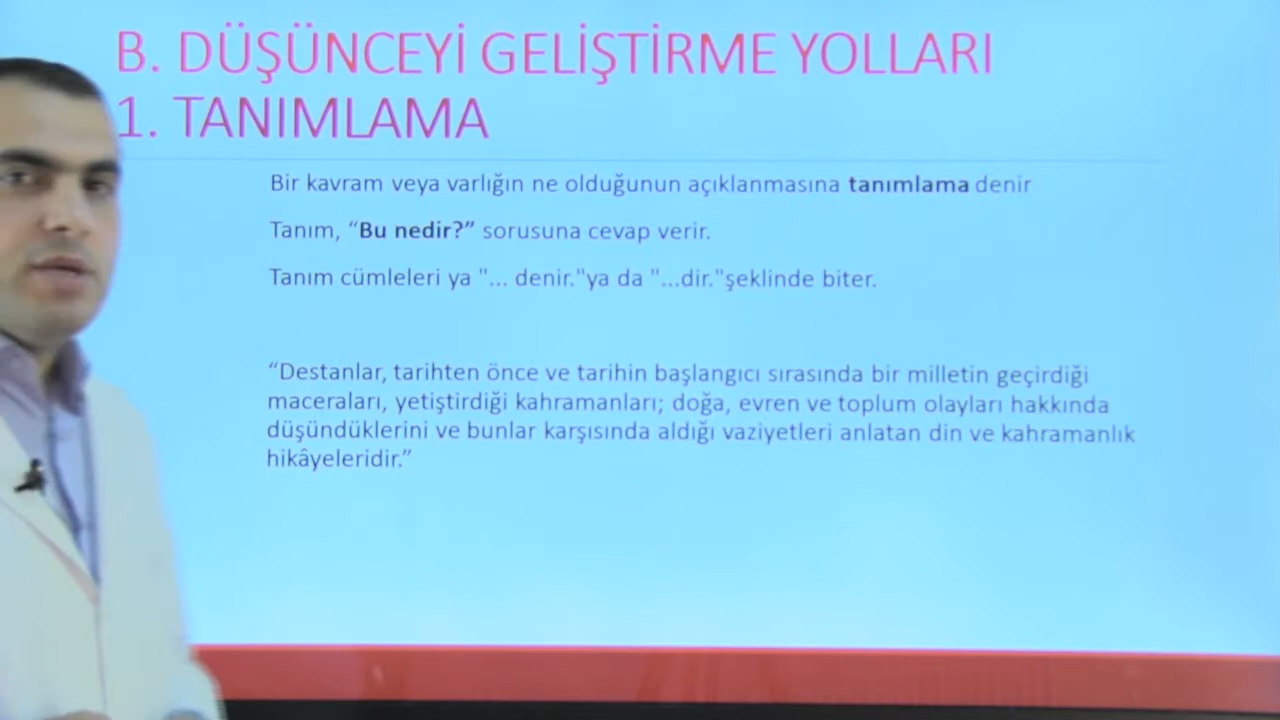 B. DÜŞÜNCEYİ GELİŞTİRME YOLLARI
1. TANIMLAMA
Bir kavram veya varlığın ne olduğunun açıklanmasına tanımlama denir
Tanım, “Bu nedir?” sorusuna cevap verir.
Tanım cümleleri ya "... denir."ya da "...dir."şeklinde biter.
“Destanlar, tarihten önce ve tarihin başlangıcı sırasında bir milletin geçirdiği
maceraları, yetiştirdiği kahramanları; doğa, evren ve toplum olayları hakkında
düşündüklerini ve bunlar karşısında aldığı vaziyetleri anlatan din ve kahramanlık
hikâyeleridir.”